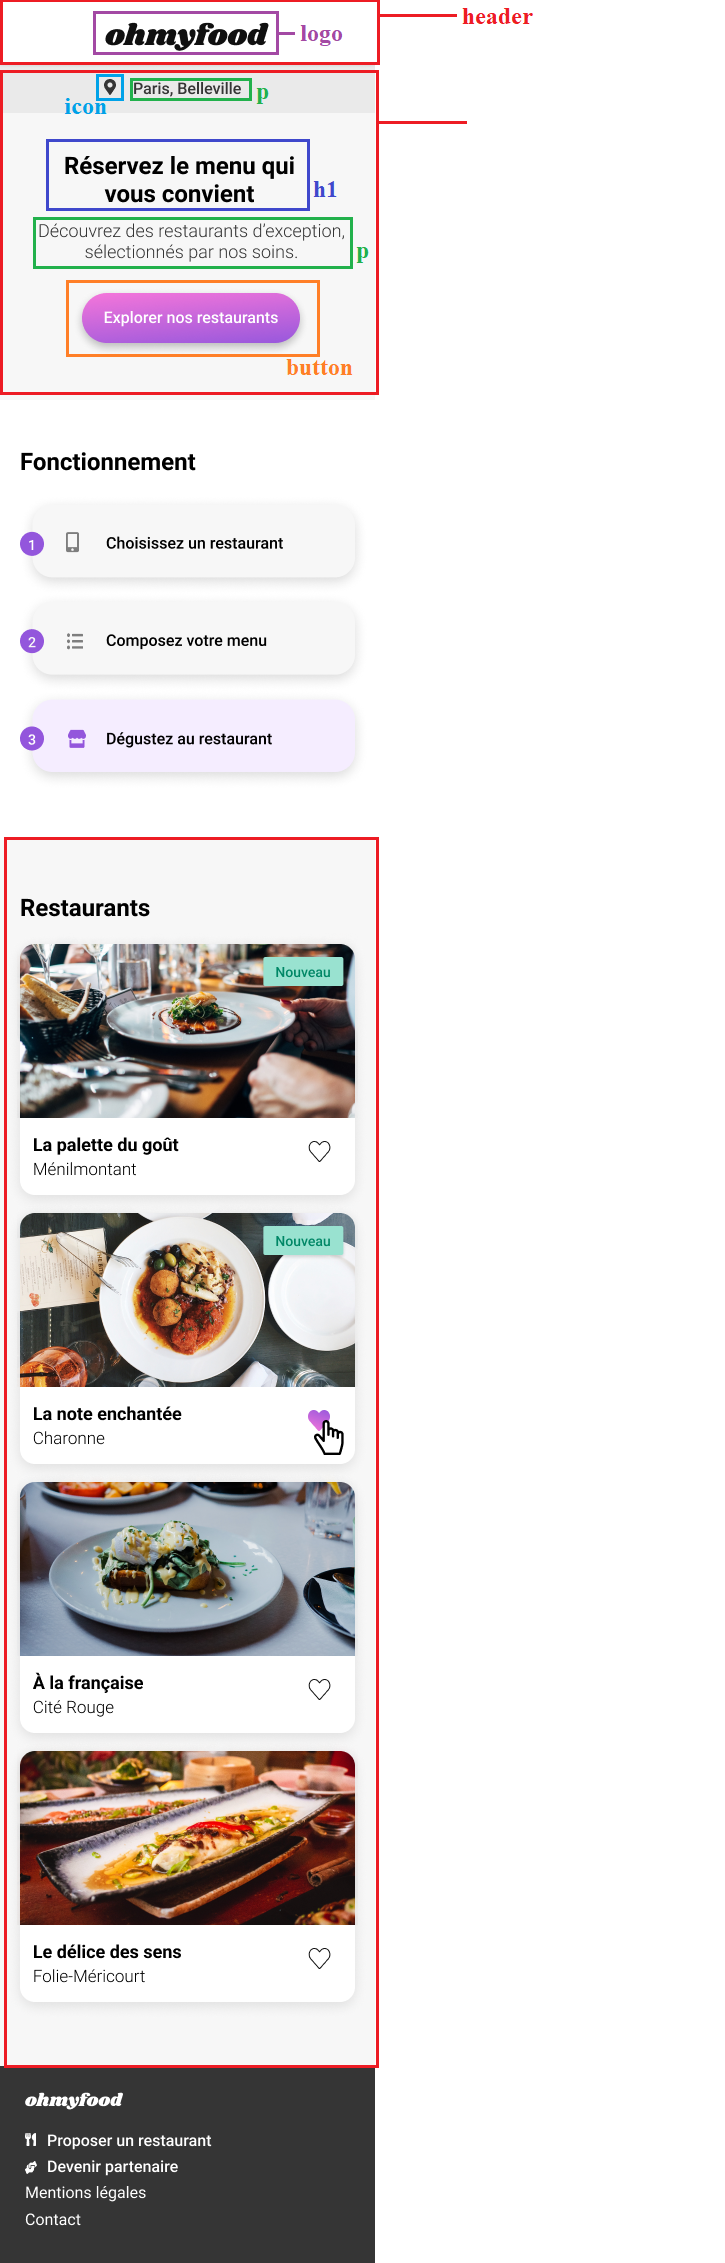 header
ohmyfood
logo
Paris, Belleville
p
icon
Réservez le menu qui
vous convient
h1
Découvrez des restaurants d’exception,
sélectionnés par nos soins.
p
Explorer nos restaurants
button
Fonctionnement
1 Choisissez un restaurant
2 Composez votre menu
3 Dégustez au restaurant
Restaurants
Nouveau
La palette du goût
Ménilmontant
Nouveau
La note enchantée
Charonne
À la française
Cité Rouge
Le délice des sens
Folie-Méricourt
ohmyfood
Proposer un restaurant
Devenir partenaire
Mentions légales
Contact